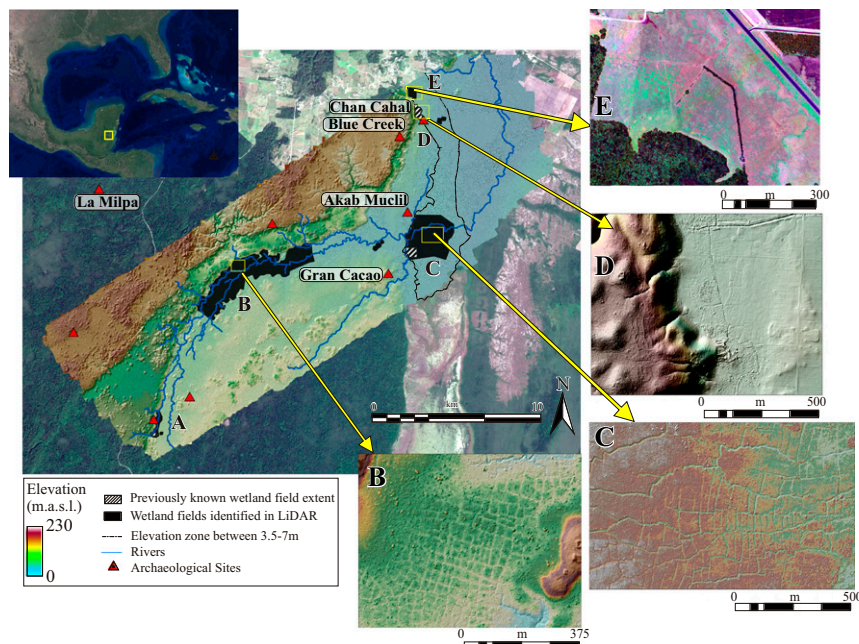 E
Chan Cahal
Blue Creek
D
La Milpa
Akab Muclil
C
Gran Cacao
B
A
km
0 10
N
E
m
0 300
D
m
0 500
C
m
0 500
B
m
0 375
Elevation
(m.a.s.l.)
230
0
Previously known wetland field extent
Wetland fields identified in LiDAR
Elevation zone between 3.5-7m
Rivers
Archaeological Sites